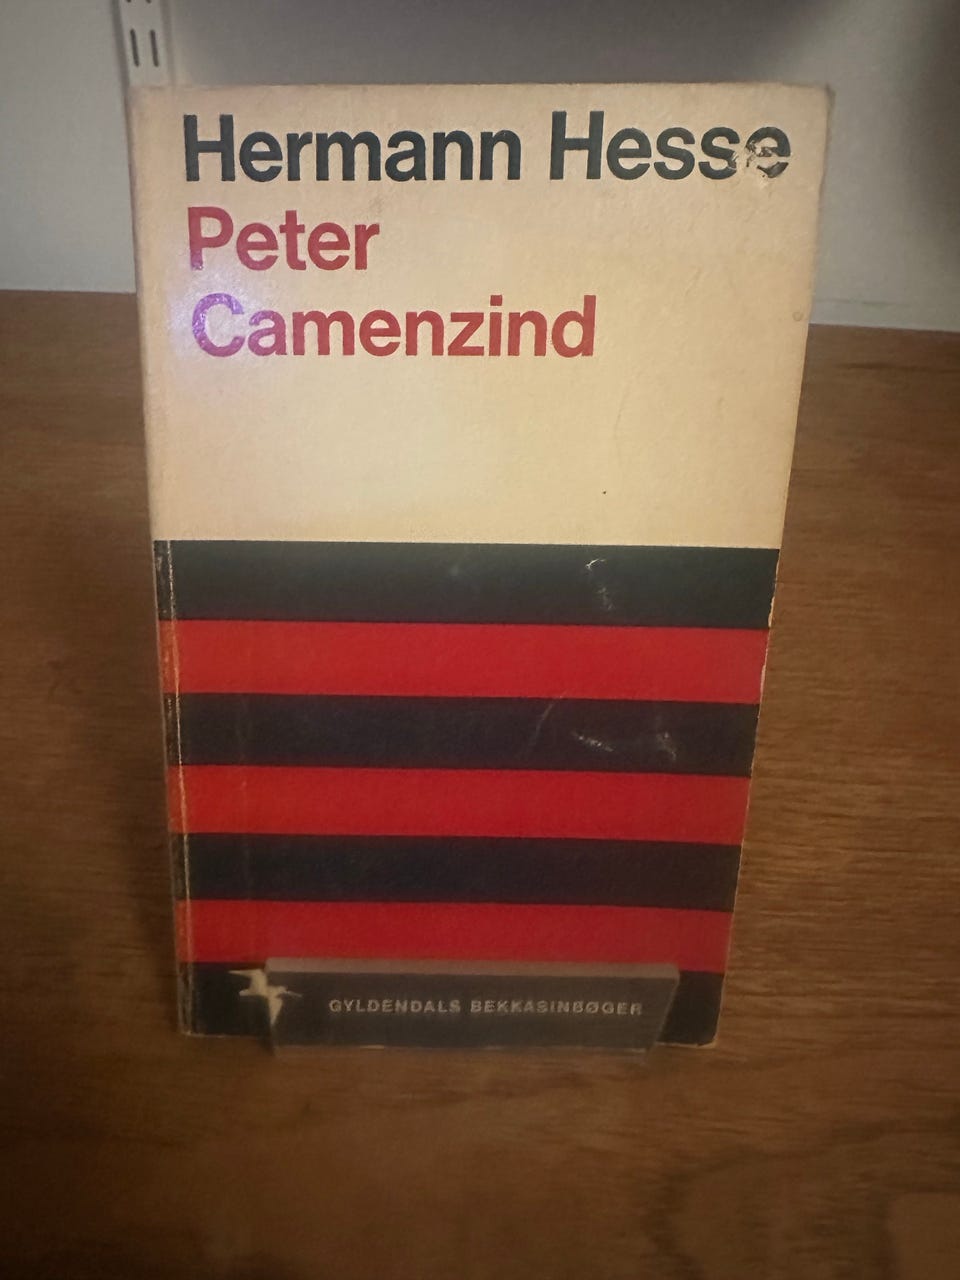 Hermann Hesse
Peter
Camenzind
GYLDENDALS BEKKASINBØGER